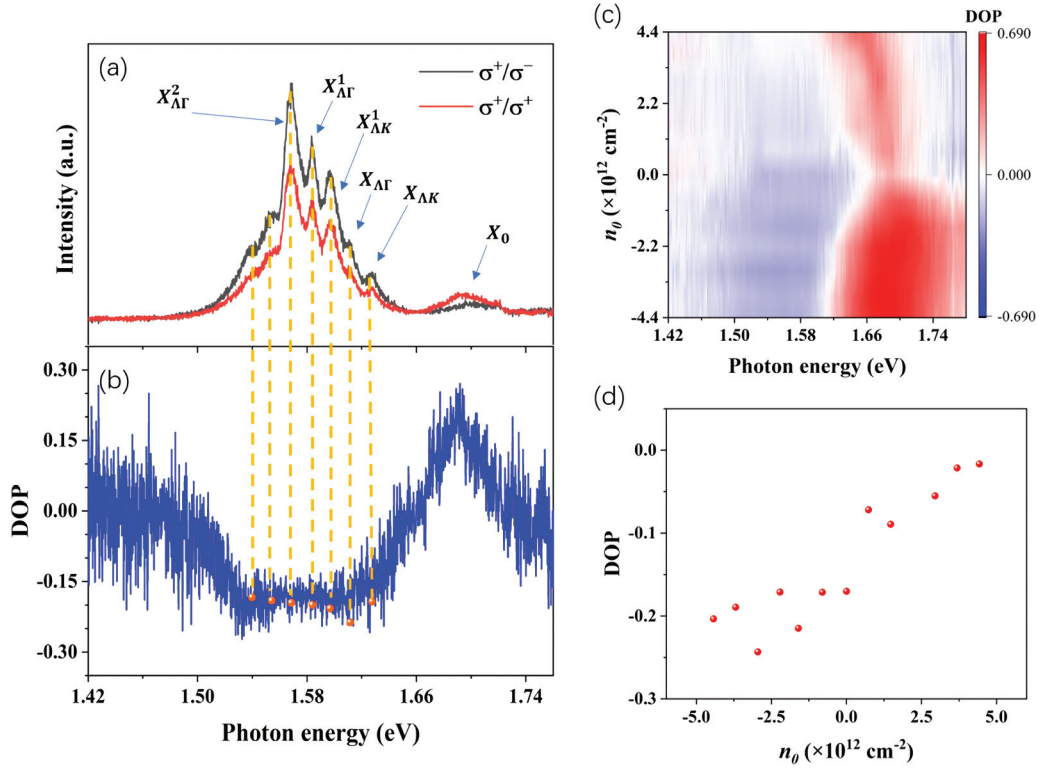 (a)
σ⁺/σ⁻
σ⁺/σ⁺
X²ΛΓ
X¹ΛΓ
X¹ΛK
XΛΓ
XΛK
X₀
Intensity (a.u.)
(b)
0.30
0.15
0.00
-0.15
-0.30
DOP
1.42 1.50 1.58 1.66 1.74
Photon energy (eV)
(c)
DOP
0.690
0.000
-0.690
4.4
2.2
0.0
-2.2
-4.4
n₀ (×10¹² cm⁻²)
1.42 1.50 1.58 1.66 1.74
Photon energy (eV)
(d)
0.0
-0.1
-0.2
-0.3
DOP
-5.0 -2.5 0.0 2.5 5.0
n₀ (×10¹² cm⁻²)